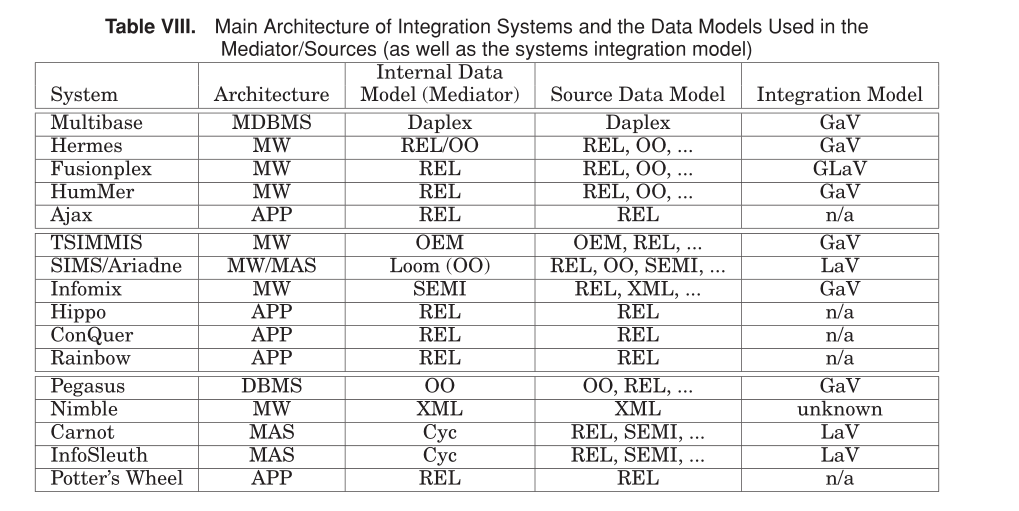 Table VIII. Main Architecture of Integration Systems and the Data Models Used in the
Mediator/Sources (as well as the systems integration model)
System Architecture Internal Data Model (Mediator) Source Data Model Integration Model
Multibase MDBMS Daplex Daplex GaV
Hermes MW REL/OO REL, OO, ... GaV
Fusionplex MW REL REL, OO, ... GLaV
HumMer MW REL REL, OO, ... GaV
Ajax APP REL REL n/a
TSIMMIS MW OEM OEM, REL, ... GaV
SIMS/Ariadne MW/MAS Loom (OO) REL, OO, SEMI, ... LaV
Infomix MW SEMI REL, XML, ... GaV
Hippo APP REL REL n/a
ConQuer APP REL REL n/a
Rainbow APP REL REL n/a
Pegasus DBMS OO OO, REL, ... GaV
Nimble MW XML XML unknown
Carnot MAS Cyc REL, SEMI, ... LaV
InfoSleuth MAS Cyc REL, SEMI, ... LaV
Potter's Wheel APP REL REL n/a